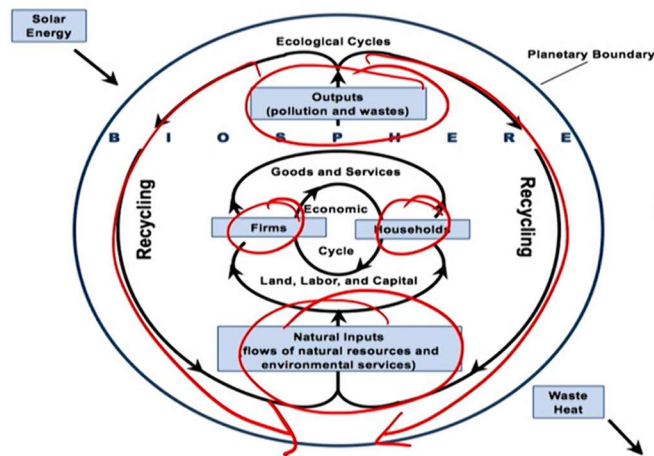 Solar
Energy
Ecological Cycles
Planetary Boundary
Outputs
(pollution and wastes)
B I O S P H E R E
Goods and Services
Recycling
Recycling
Economic
Firms
Households
Cycle
Land, Labor, and Capital
Natural Inputs
(flows of natural resources and
environmental services)
Waste
Heat